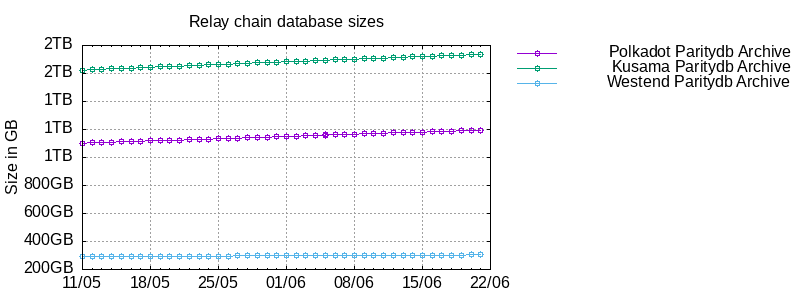 Relay chain database sizes
Polkadot Paritydb Archive
Kusama Paritydb Archive
Westend Paritydb Archive
Size in GB
2TB
2TB
1TB
1TB
1TB
800GB
600GB
400GB
200GB
11/05 18/05 25/05 01/06 08/06 15/06 22/06